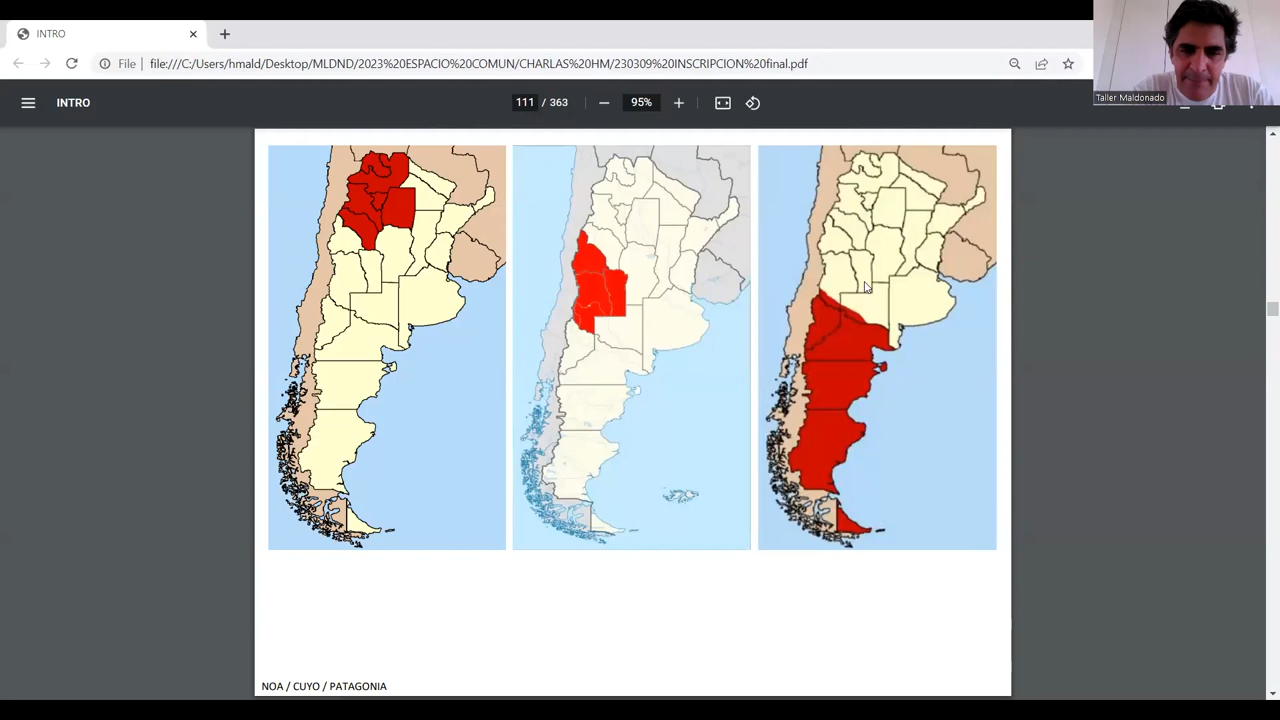 INTRO
File
file:///C:/Users/hmald/Desktop/MLDND/2023%20ESPACIO%20COMUN/CHARLAS%20HM/230309%20INSCRIPCION%20final.pdf
Taller Maldonado
INTRO
111 / 363
95%
NOA / CUYO / PATAGONIA